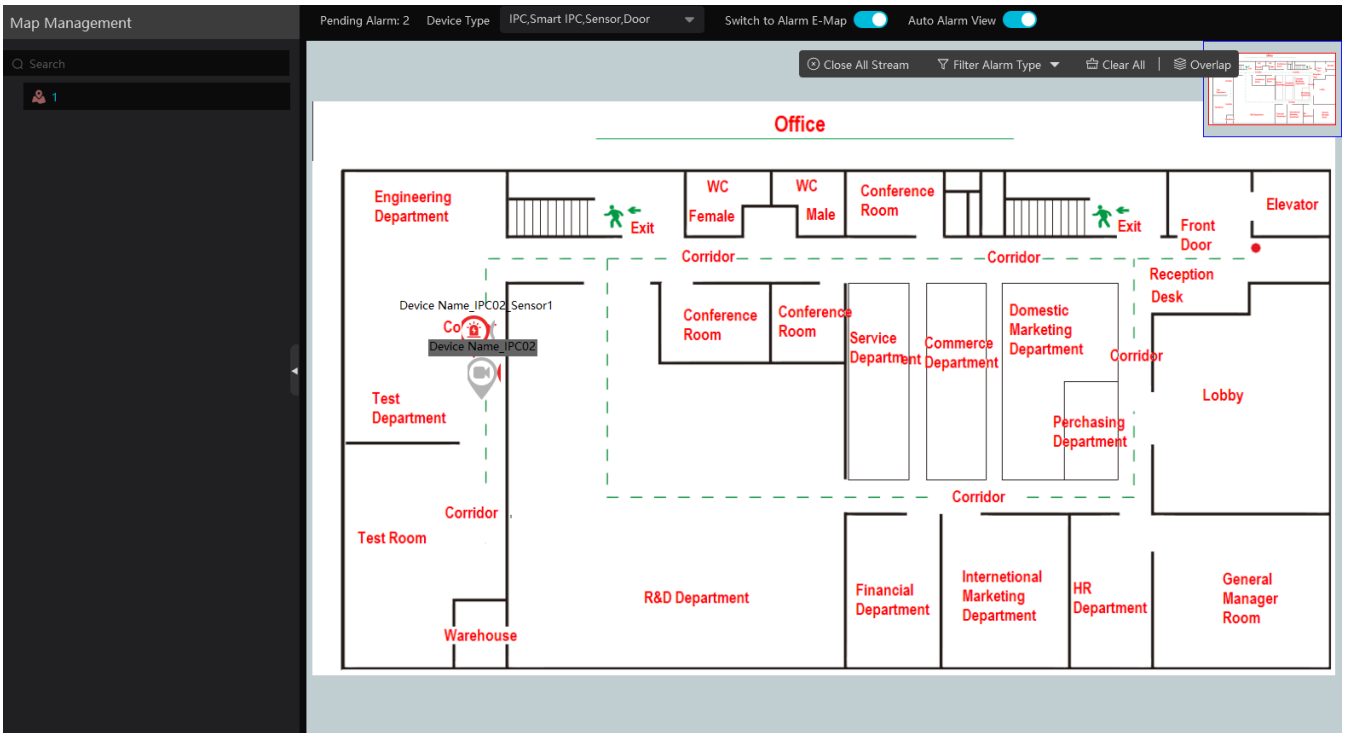 Map Management
Pending Alarm: 2
Device Type
IPC,Smart IPC,Sensor,Door
Switch to Alarm E-Map
Auto Alarm View
Search
1
Close All Stream
Filter Alarm Type
Clear All
Overlap
Office
Engineering
Department
WC
Female
WC
Male
Conference
Room
Exit
Exit
Front
Door
Elevator
Corridor
Corridor
Reception
Desk
Device Name_IPC02_Sensor1
Device Name_IPC02
Conference
Room
Conference
Room
Service
Department
Commerce
Department
Domestic
Marketing
Department
Corridor
Lobby
Test
Department
Perchasing
Department
Corridor
Corridor
Test Room
R&D Department
Financial
Department
Internetional
Marketing
Department
HR
Department
General
Manager
Room
Warehouse